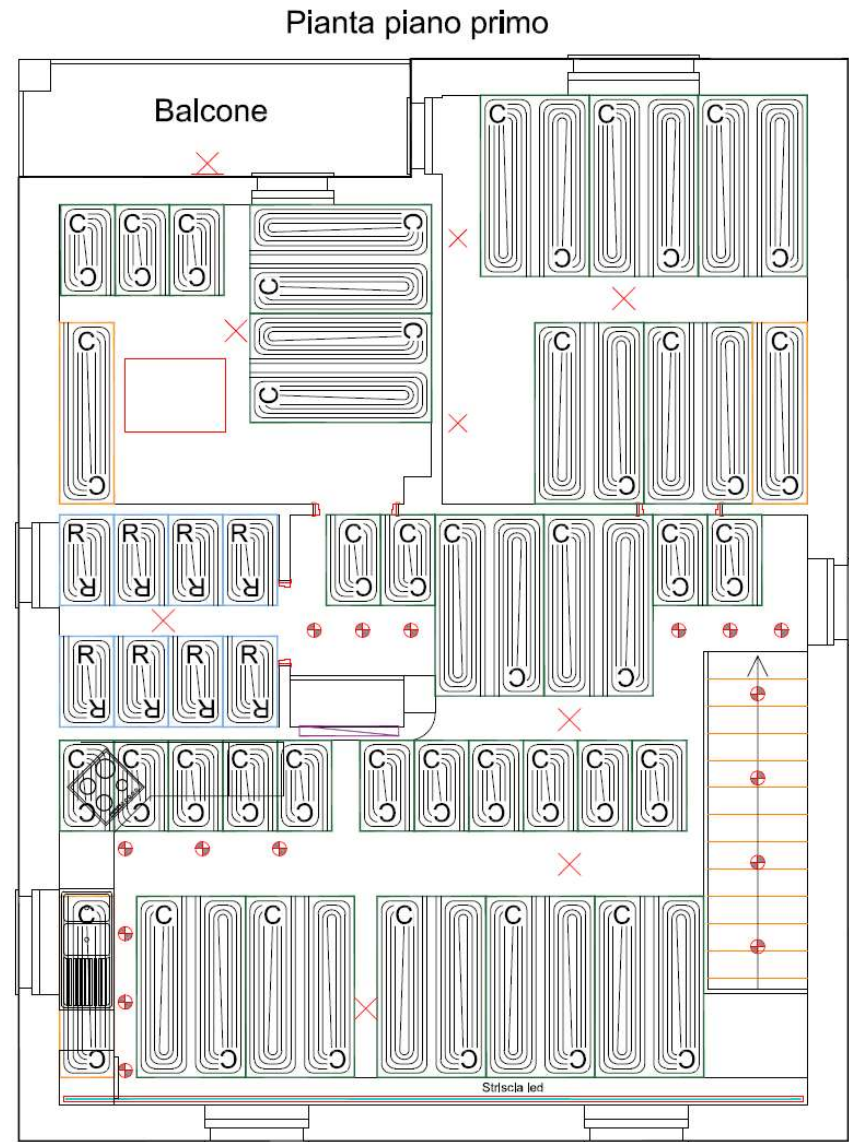 Pianta piano primo
Balcone
C C C
C C C C
C C C
C C C C
C C C C C
C
C C C C
R R R R C C C C C C
R R R R C C C C
R R R R
C C
R R R R
C C C C C C C C C C C
C C C C C C C C C C C
C C C C C C
C C C C C C
Striscia led